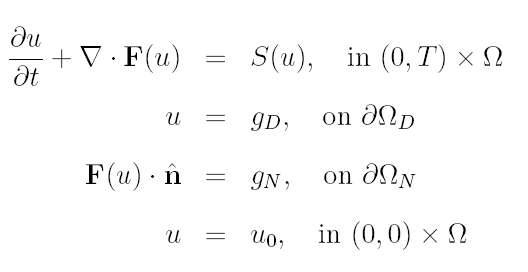 ∂u/∂t + ∇ · F(u) = S(u), in (0, T) × Ω
u = g_D, on ∂Ω_D
F(u) · n̂ = g_N, on ∂Ω_N
u = u_0, in (0, 0) × Ω